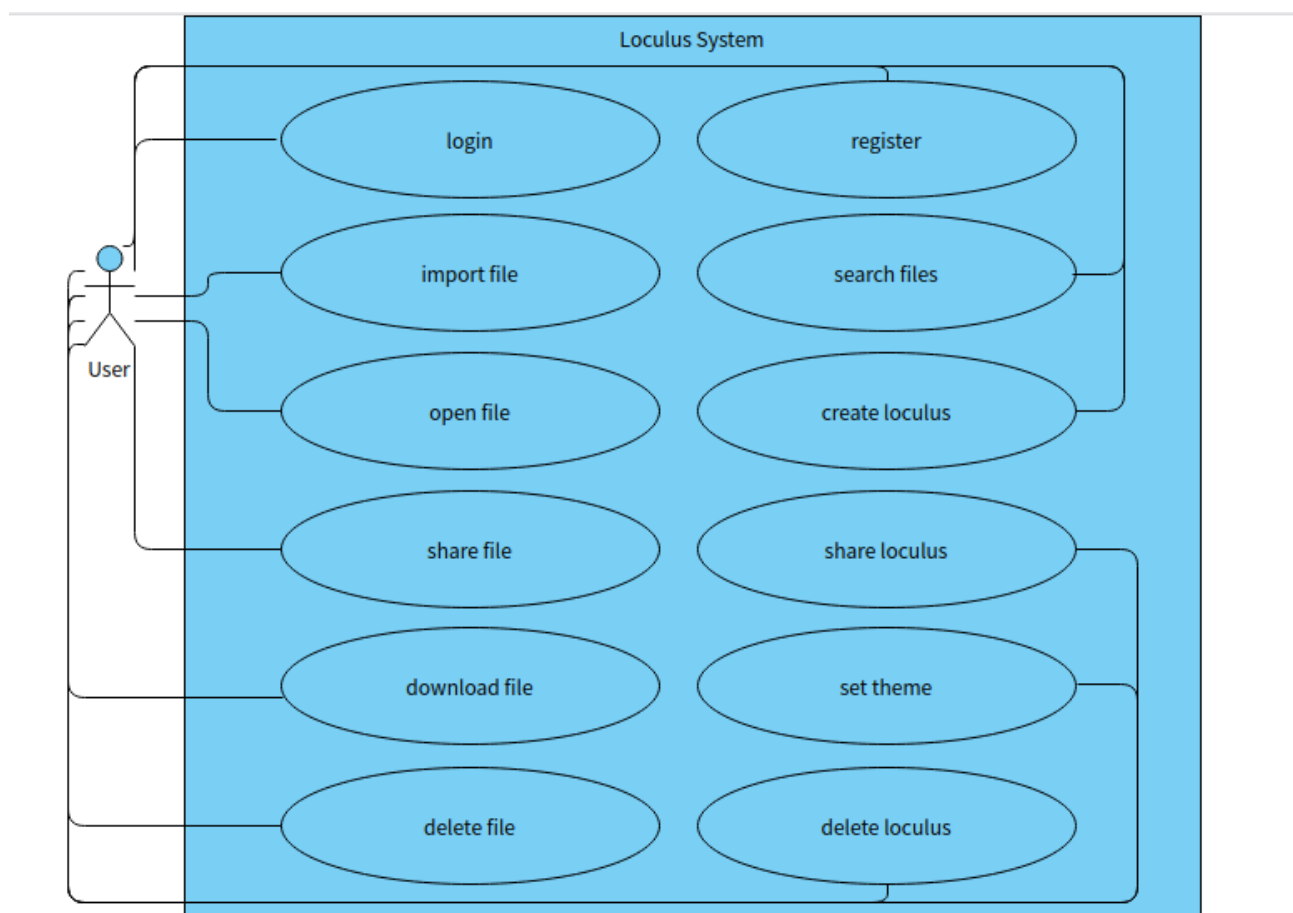 Loculus System
login
register
import file
search files
User
open file
create loculus
share file
share loculus
download file
set theme
delete file
delete loculus